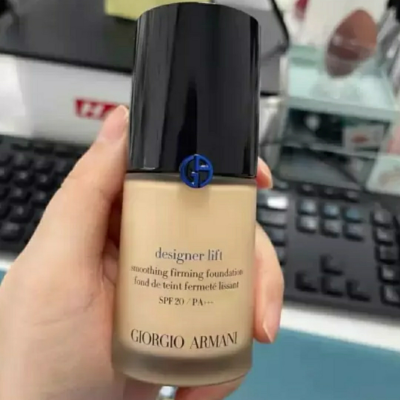 designer lift
smoothing firming foundation
fond de teint fermeté lissant
SPF 20 / PA+++
GIORGIO ARMANI